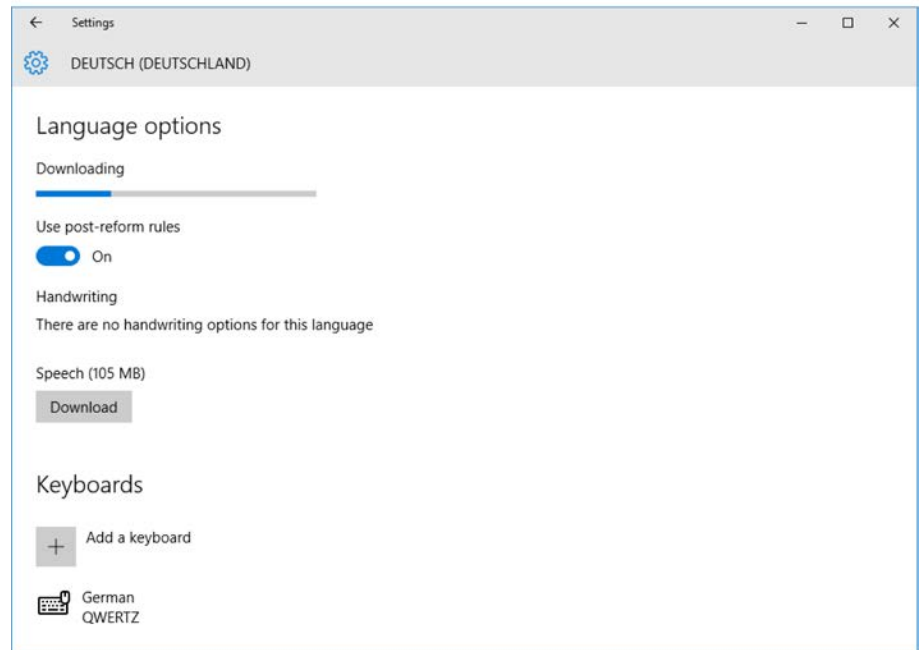 Settings
DEUTSCH (DEUTSCHLAND)
Language options
Downloading
Use post-reform rules
On
Handwriting
There are no handwriting options for this language
Speech (105 MB)
Download
Keyboards
Add a keyboard
German
QWERTZ